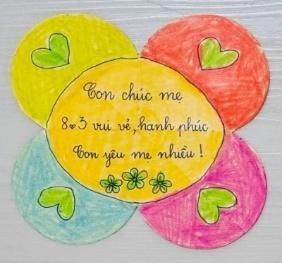 Con chúc mẹ
8♥3 vui vẻ, hạnh phúc.
Con yêu mẹ nhiều!